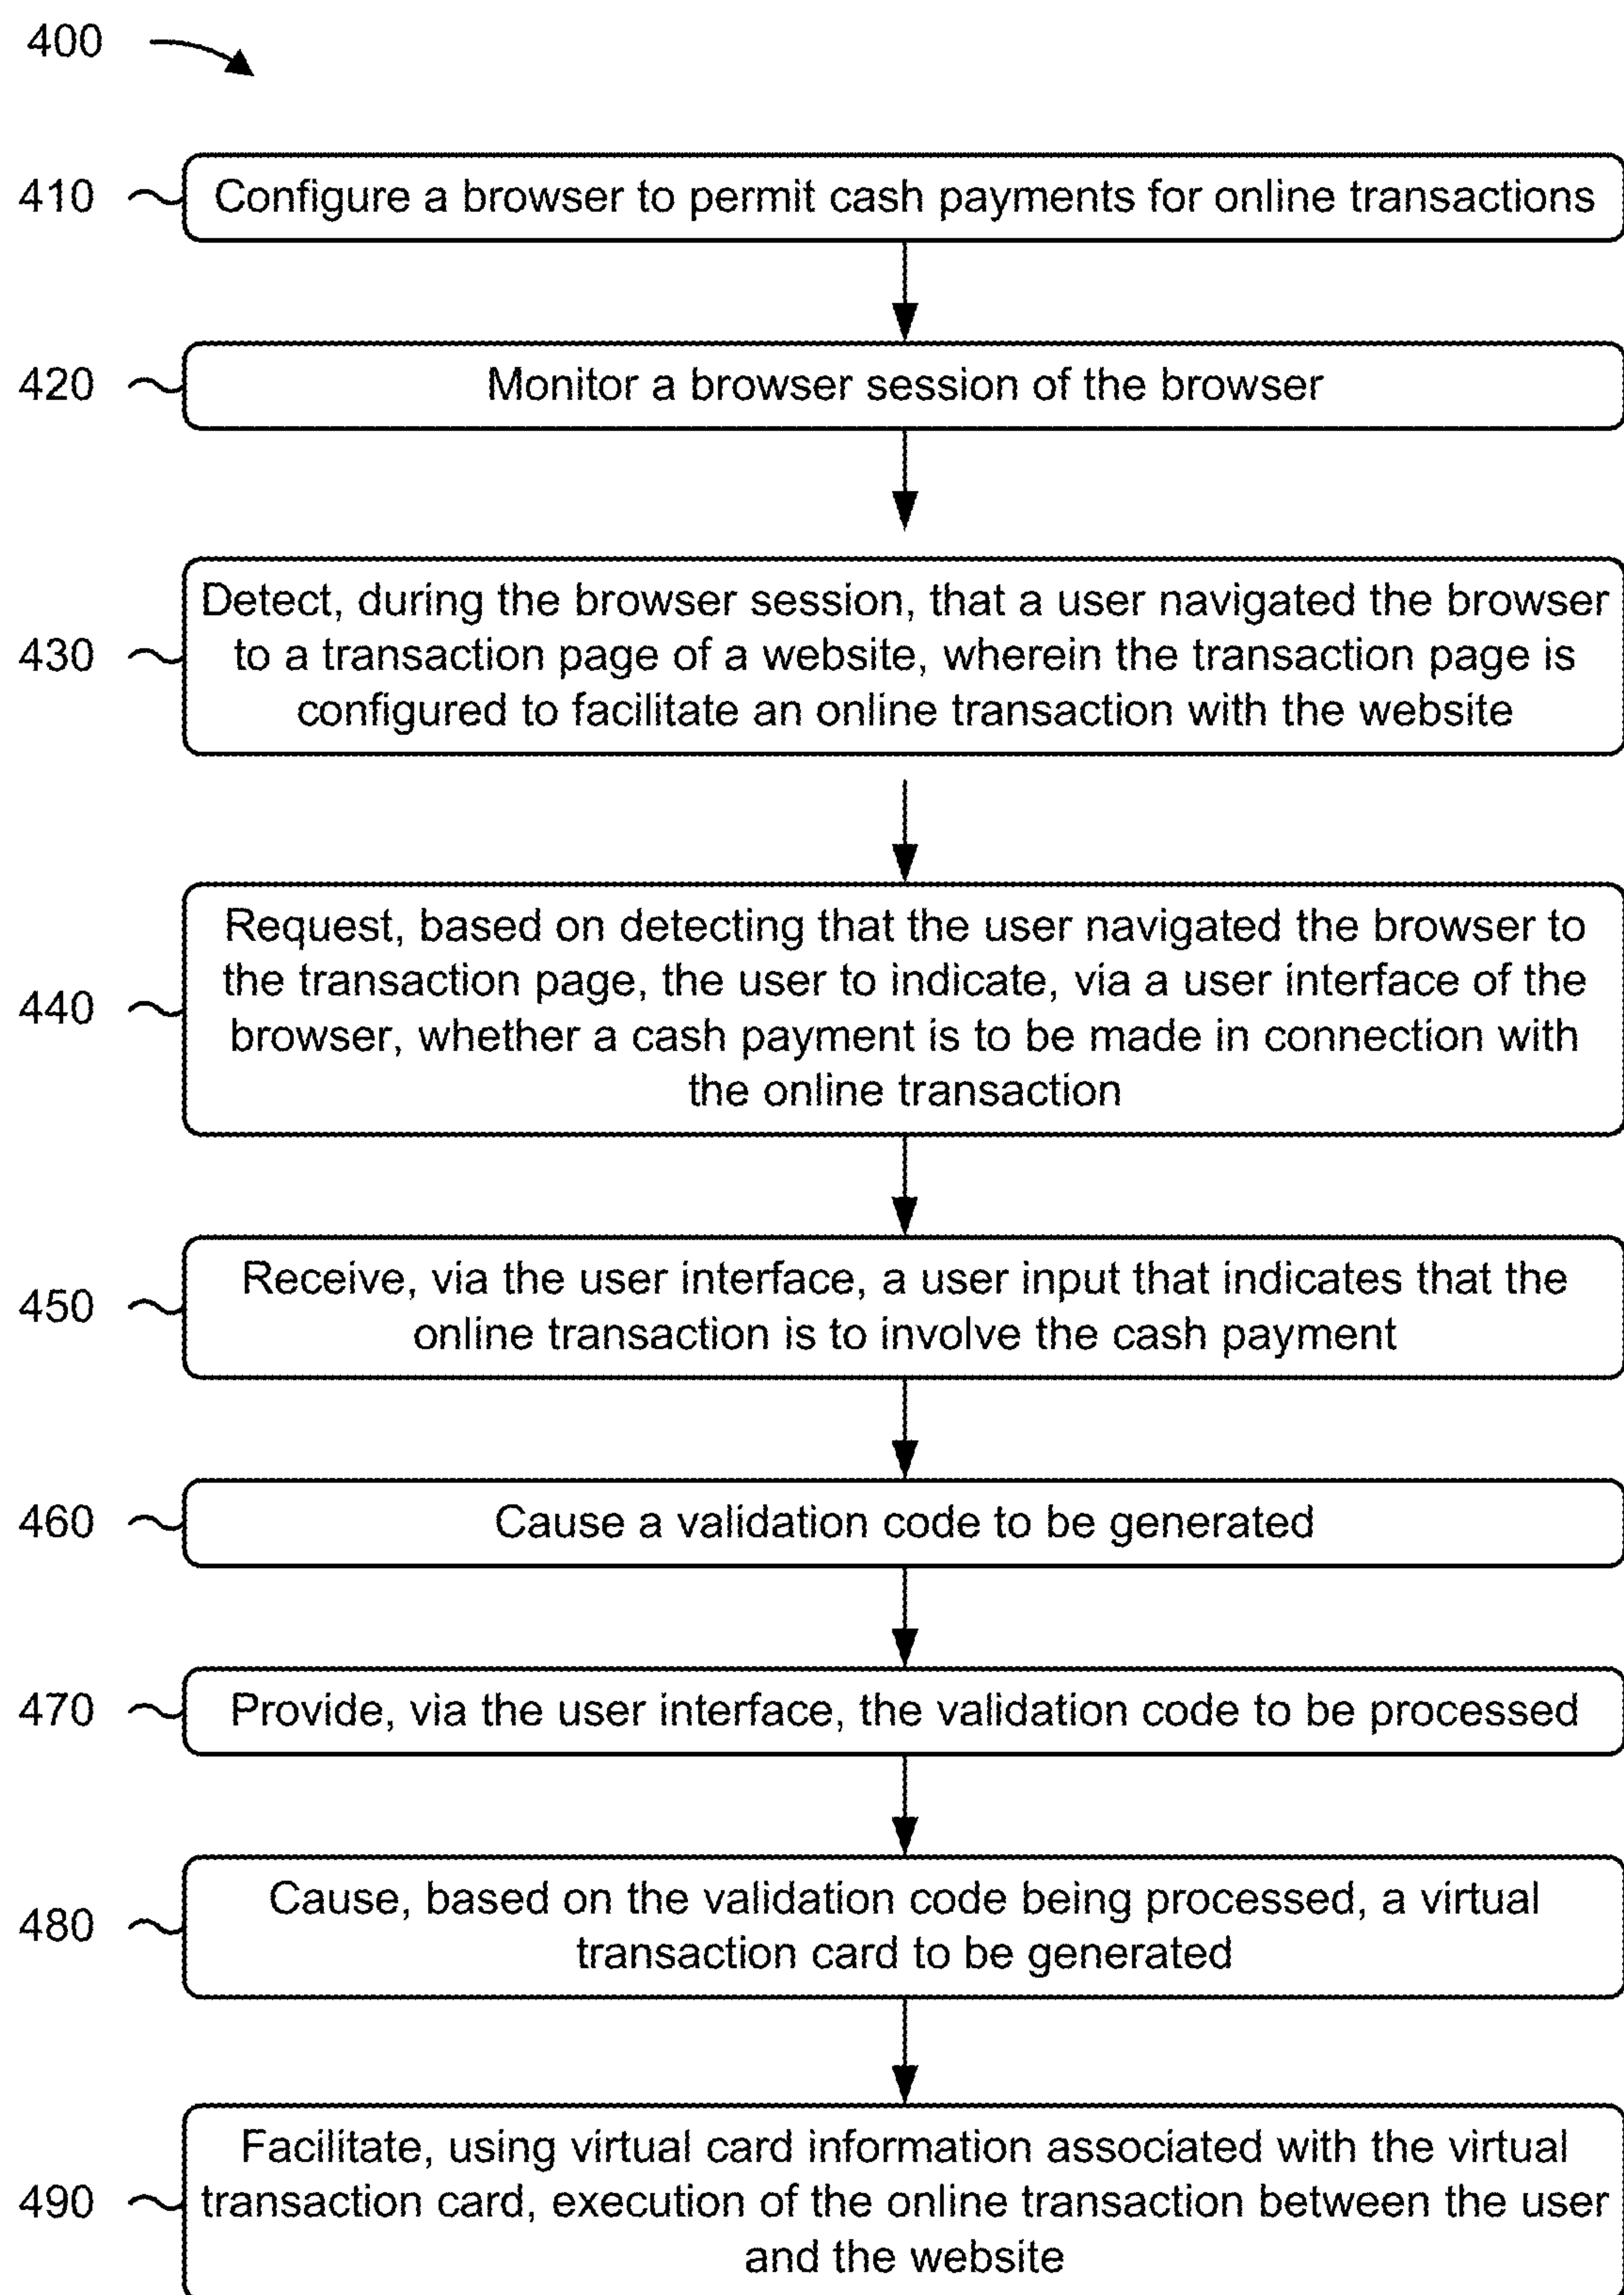 400
410
Configure a browser to permit cash payments for online transactions
420
Monitor a browser session of the browser
430
Detect, during the browser session, that a user navigated the browser
to a transaction page of a website, wherein the transaction page is
configured to facilitate an online transaction with the website
440
Request, based on detecting that the user navigated the browser to
the transaction page, the user to indicate, via a user interface of the
browser, whether a cash payment is to be made in connection with
the online transaction
450
Receive, via the user interface, a user input that indicates that the
online transaction is to involve the cash payment
460
Cause a validation code to be generated
470
Provide, via the user interface, the validation code to be processed
480
Cause, based on the validation code being processed, a virtual
transaction card to be generated
490
Facilitate, using virtual card information associated with the virtual
transaction card, execution of the online transaction between the user
and the website